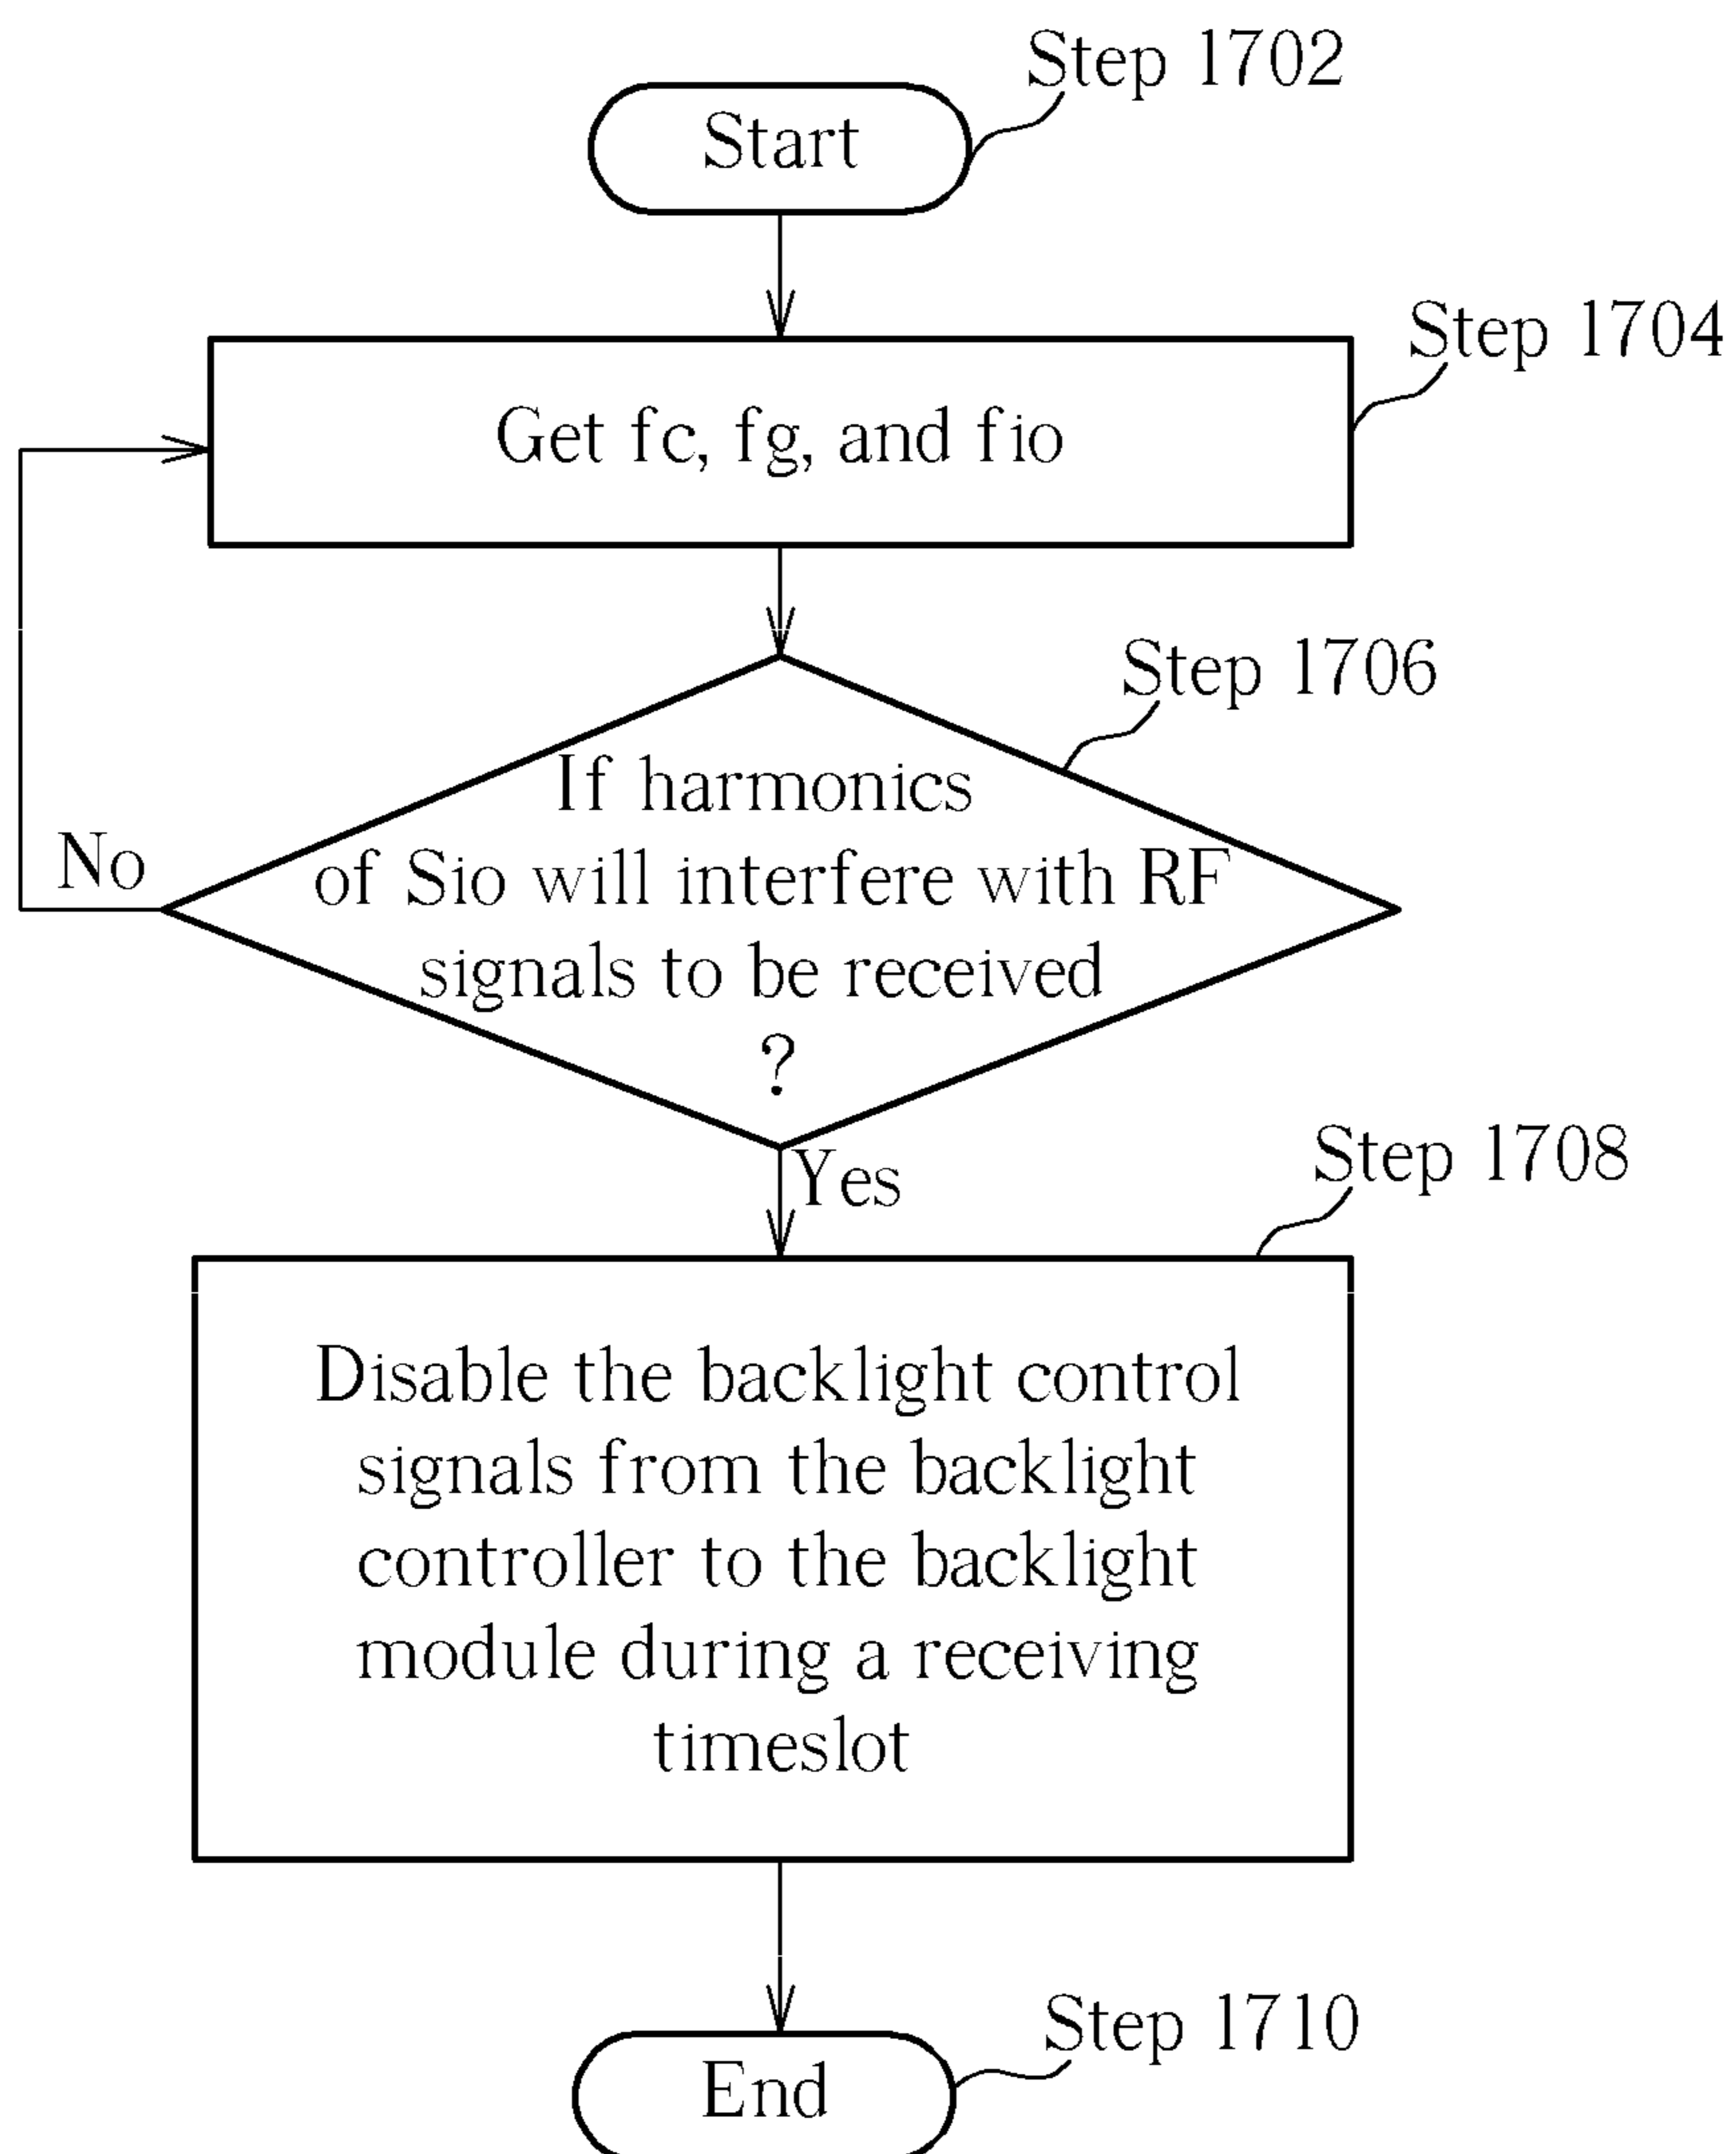 Step 1702
Start
Step 1704
Get fc, fg, and fio
Step 1706
If harmonics
of Sio will interfere with RF
signals to be received
?
No
Yes
Step 1708
Disable the backlight control
signals from the backlight
controller to the backlight
module during a receiving
timeslot
Step 1710
End